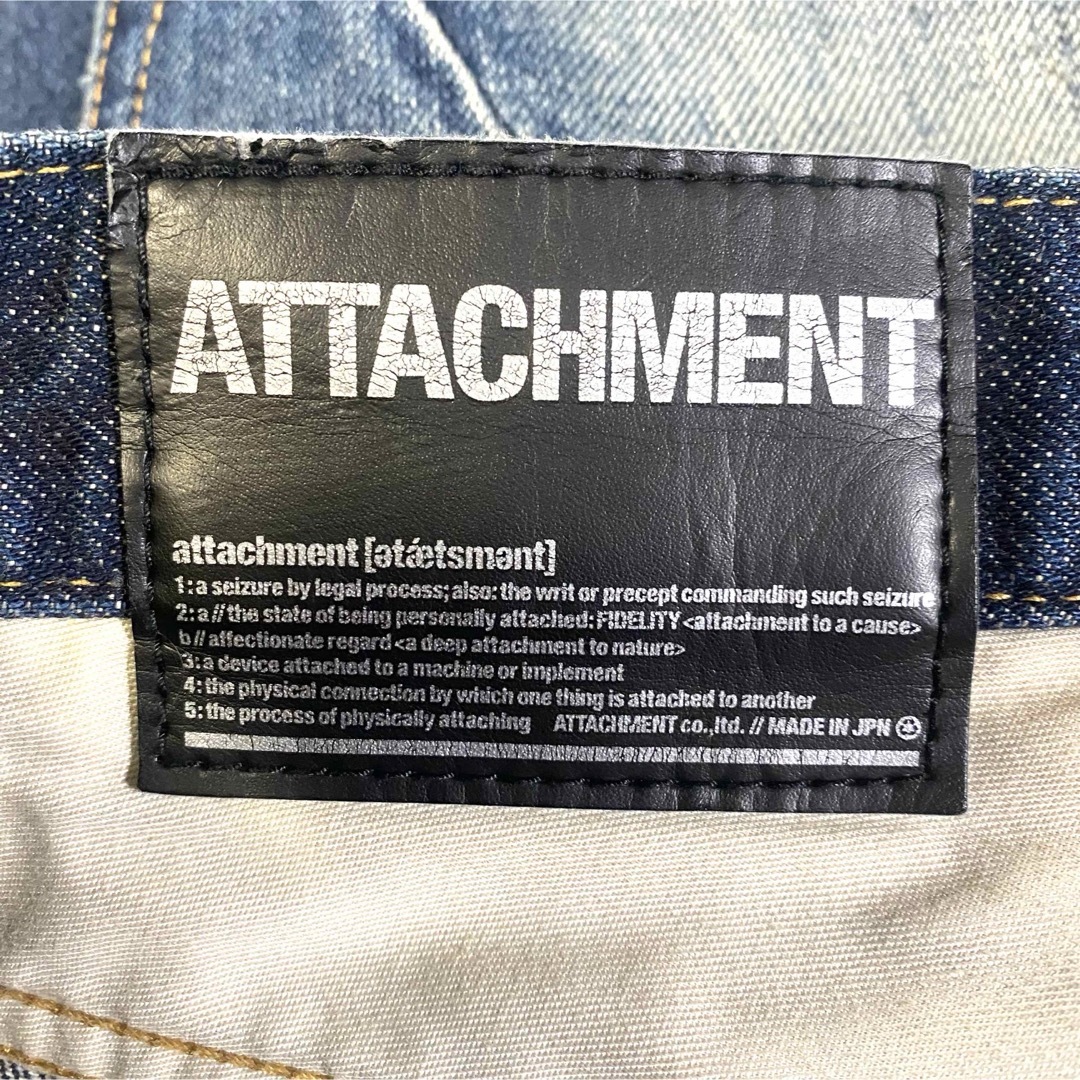 ATTACHMENT
attachment [ətǽtsmənt]
1: a seizure by legal process; also: the writ or precept commanding such seizure
2: a // the state of being personally attached: FIDELITY <attachment to a cause>
b // affectionate regard <a deep attachment to nature>
3: a device attached to a machine or implement
4: the physical connection by which one thing is attached to another
5: the process of physically attaching ATTACHMENT co.,ltd. // MADE IN JPN